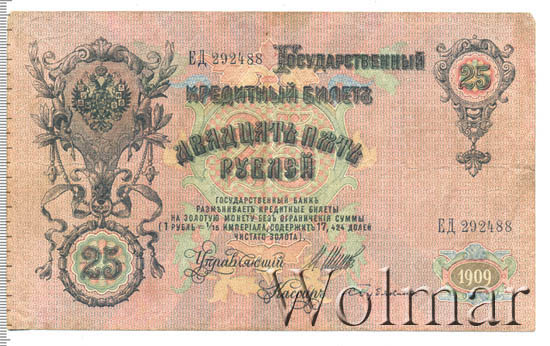 ЕД 292488
Государственный
25
Кредитный Билетъ
Двадцать пять
рублей
ГОСУДАРСТВЕННЫЙ БАНКЪ
РАЗМѢНИВАЕТЪ КРЕДИТНЫЕ БИЛЕТЫ
НА ЗОЛОТУЮ МОНЕТУ БЕЗЪ ОГРАНИЧЕНІЯ СУММЫ
(1 РУБЛЬ = 1/15 ИМПЕРІАЛА, СОДЕРЖИТЪ 17,424 ДОЛЕЙ
ЧИСТАГО ЗОЛОТА).
ЕД 292488
25
Управляющій
Кассиръ
1909
Wolmar